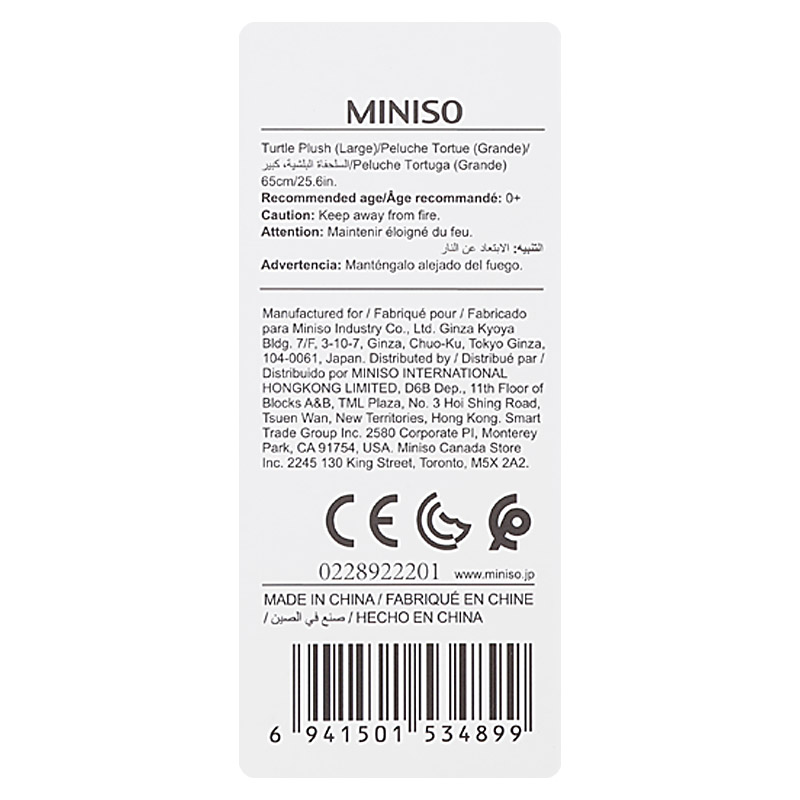 MINISO
Turtle Plush (Large)/Peluche Tortue (Grande)/
السلحفاة البلشية، كبير/Peluche Tortuga (Grande)
65cm/25.6in.
Recommended age/Âge recommandé: 0+
Caution: Keep away from fire.
Attention: Maintenir éloigné du feu.
التنبيه: الابتعاد عن النار
Advertencia: Manténgalo alejado del fuego.
Manufactured for / Fabriqué pour / Fabricado
para Miniso Industry Co., Ltd. Ginza Kyoya
Bldg. 7/F, 3-10-7, Ginza, Chuo-Ku, Tokyo Ginza,
104-0061, Japan. Distributed by / Distribué par /
Distribuido por MINISO INTERNATIONAL
HONGKONG LIMITED, D6B Dep., 11th Floor of
Blocks A&B, TML Plaza, No. 3 Hoi Shing Road,
Tsuen Wan, New Territories, Hong Kong. Smart
Trade Group Inc. 2580 Corporate Pl, Monterey
Park, CA 91754, USA. Miniso Canada Store
Inc. 2245 130 King Street, Toronto, M5X 2A2.
CE
0228922201 www.miniso.jp
MADE IN CHINA / FABRIQUÉ EN CHINE
/ صنع في الصين / HECHO EN CHINA
6 941501 534899